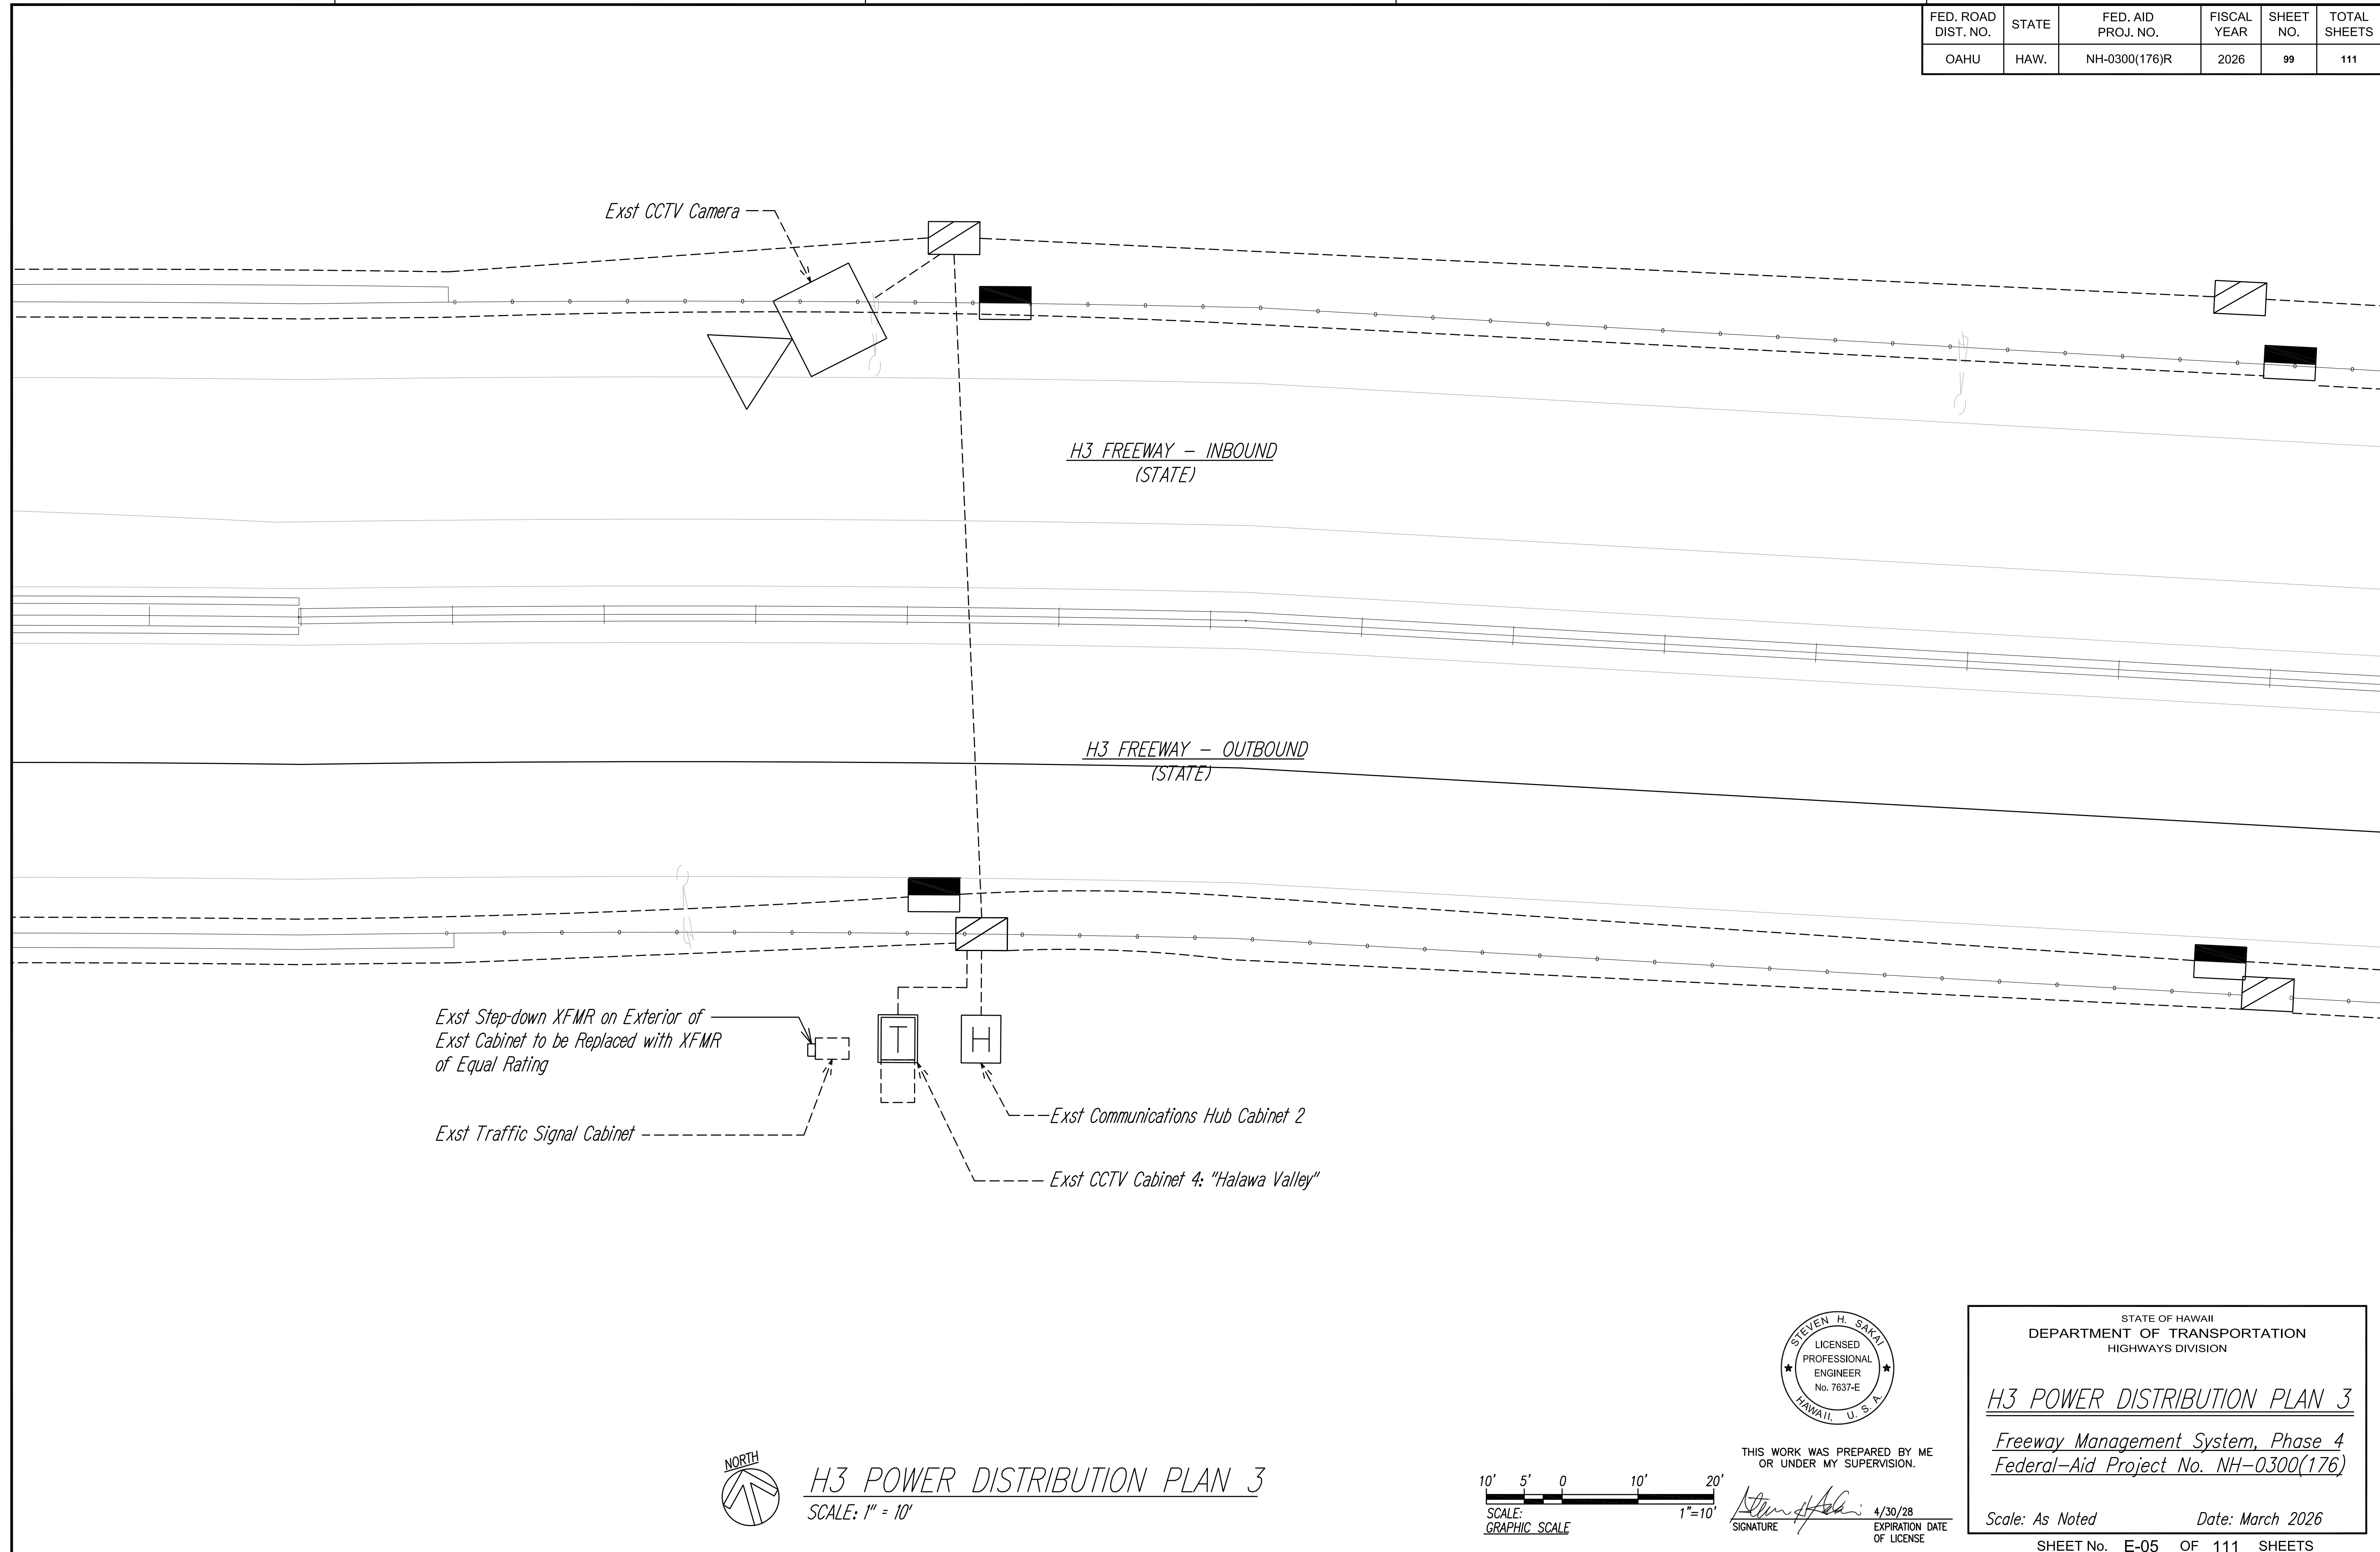 FED. ROAD DIST. NO. STATE FED. AID PROJ. NO. FISCAL YEAR SHEET NO. TOTAL SHEETS
OAHU HAW. NH-0300(176)R 2026 99 111
Exst CCTV Camera
H3 FREEWAY - INBOUND
(STATE)
H3 FREEWAY - OUTBOUND
(STATE)
Exst Step-down XFMR on Exterior of
Exst Cabinet to be Replaced with XFMR
of Equal Rating
T
H
Exst Communications Hub Cabinet 2
Exst Traffic Signal Cabinet
Exst CCTV Cabinet 4: "Halawa Valley"
NORTH
H3 POWER DISTRIBUTION PLAN 3
SCALE: 1" = 10'
10' 5' 0 10' 20'
SCALE: 1"=10'
GRAPHIC SCALE
STEVEN H. SAKAI
LICENSED
PROFESSIONAL
ENGINEER
No. 7637-E
HAWAII, U. S. A.
THIS WORK WAS PREPARED BY ME
OR UNDER MY SUPERVISION.
4/30/28
SIGNATURE EXPIRATION DATE
OF LICENSE
STATE OF HAWAII
DEPARTMENT OF TRANSPORTATION
HIGHWAYS DIVISION
H3 POWER DISTRIBUTION PLAN 3
Freeway Management System, Phase 4
Federal-Aid Project No. NH-0300(176)
Scale: As Noted Date: March 2026
SHEET No. E-05 OF 111 SHEETS